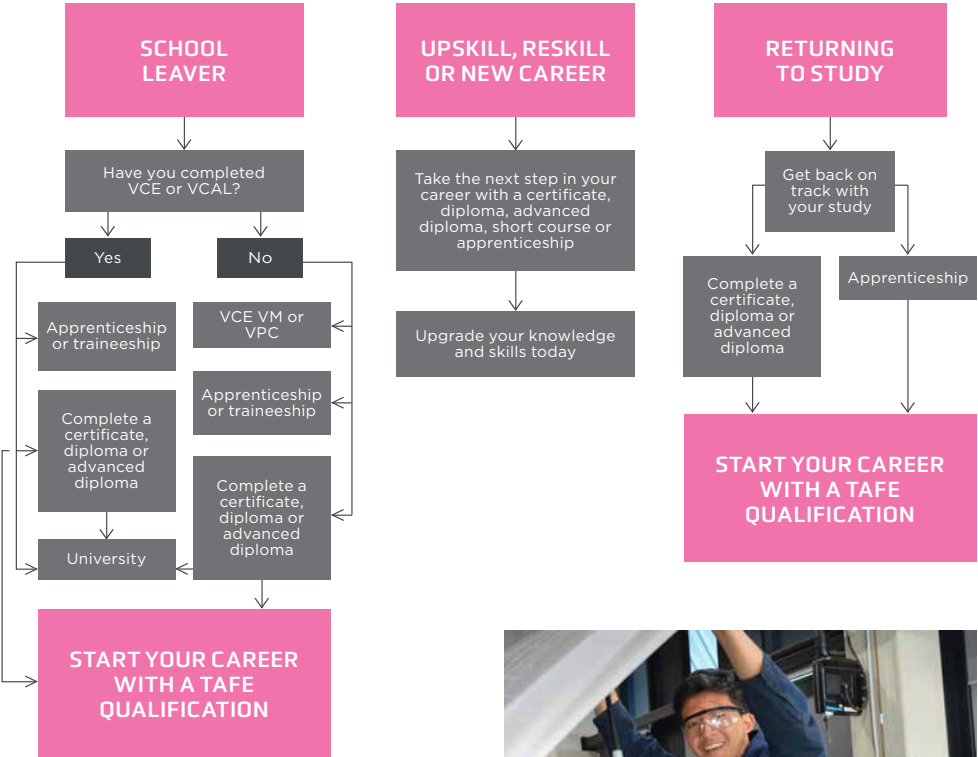 SCHOOL
LEAVER
Have you completed
VCE or VCAL?
Yes
No
Apprenticeship
or traineeship
Complete a
certificate,
diploma or
advanced
diploma
University
VCE VM or
VPC
Apprenticeship
or traineeship
Complete a
certificate,
diploma or
advanced
diploma
START YOUR CAREER
WITH A TAFE
QUALIFICATION
UPSKILL, RESKILL
OR NEW CAREER
Take the next step in your
career with a certificate,
diploma, advanced
diploma, short course or
apprenticeship
Upgrade your knowledge
and skills today
RETURNING
TO STUDY
Get back on
track with
your study
Complete a
certificate,
diploma or
advanced
diploma
Apprenticeship
START YOUR CAREER
WITH A TAFE
QUALIFICATION